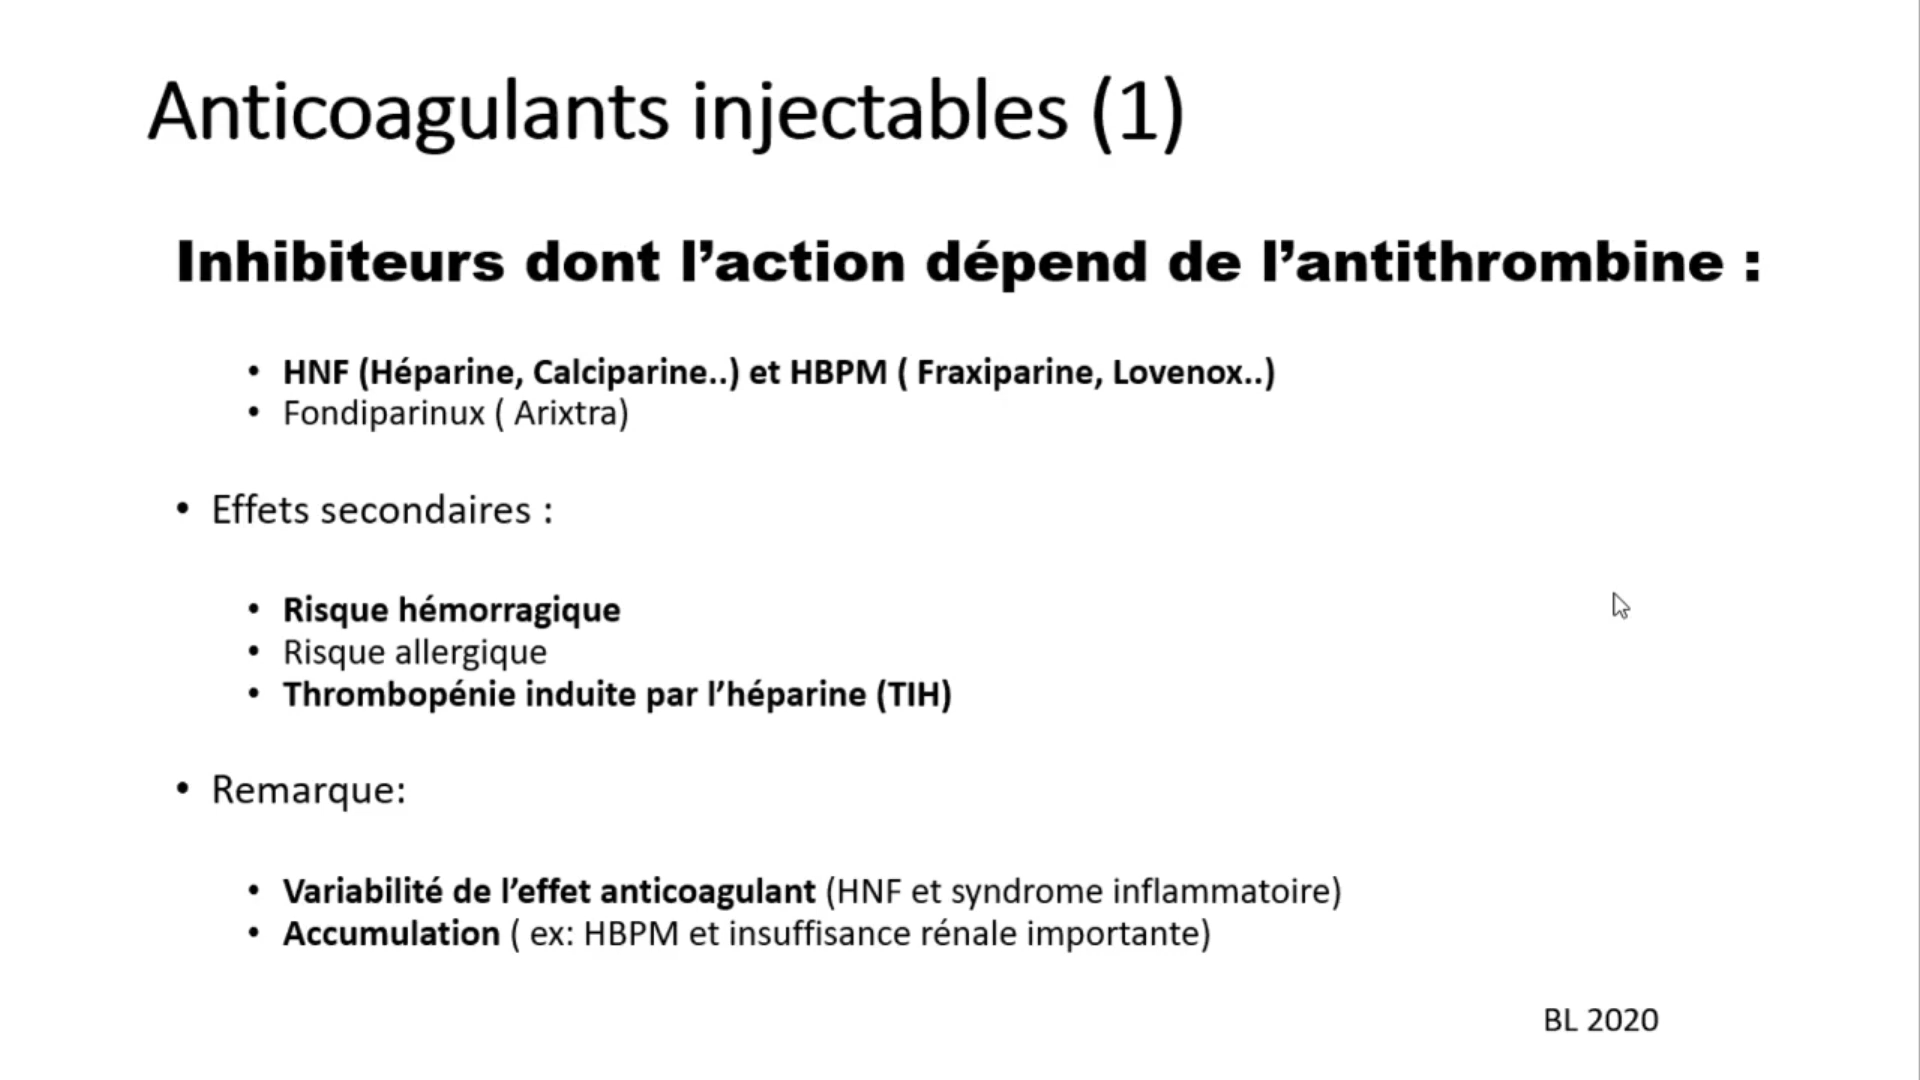 Anticoagulants injectables (1)
Inhibiteurs dont l’action dépend de l’antithrombine :
• HNF (Héparine, Calciparine..) et HBPM ( Fraxiparine, Lovenox..)
• Fondiparinux ( Arixtra)
• Effets secondaires :
• Risque hémorragique
• Risque allergique
• Thrombopénie induite par l’héparine (TIH)
• Remarque:
• Variabilité de l’effet anticoagulant (HNF et syndrome inflammatoire)
• Accumulation ( ex: HBPM et insuffisance rénale importante)
BL 2020